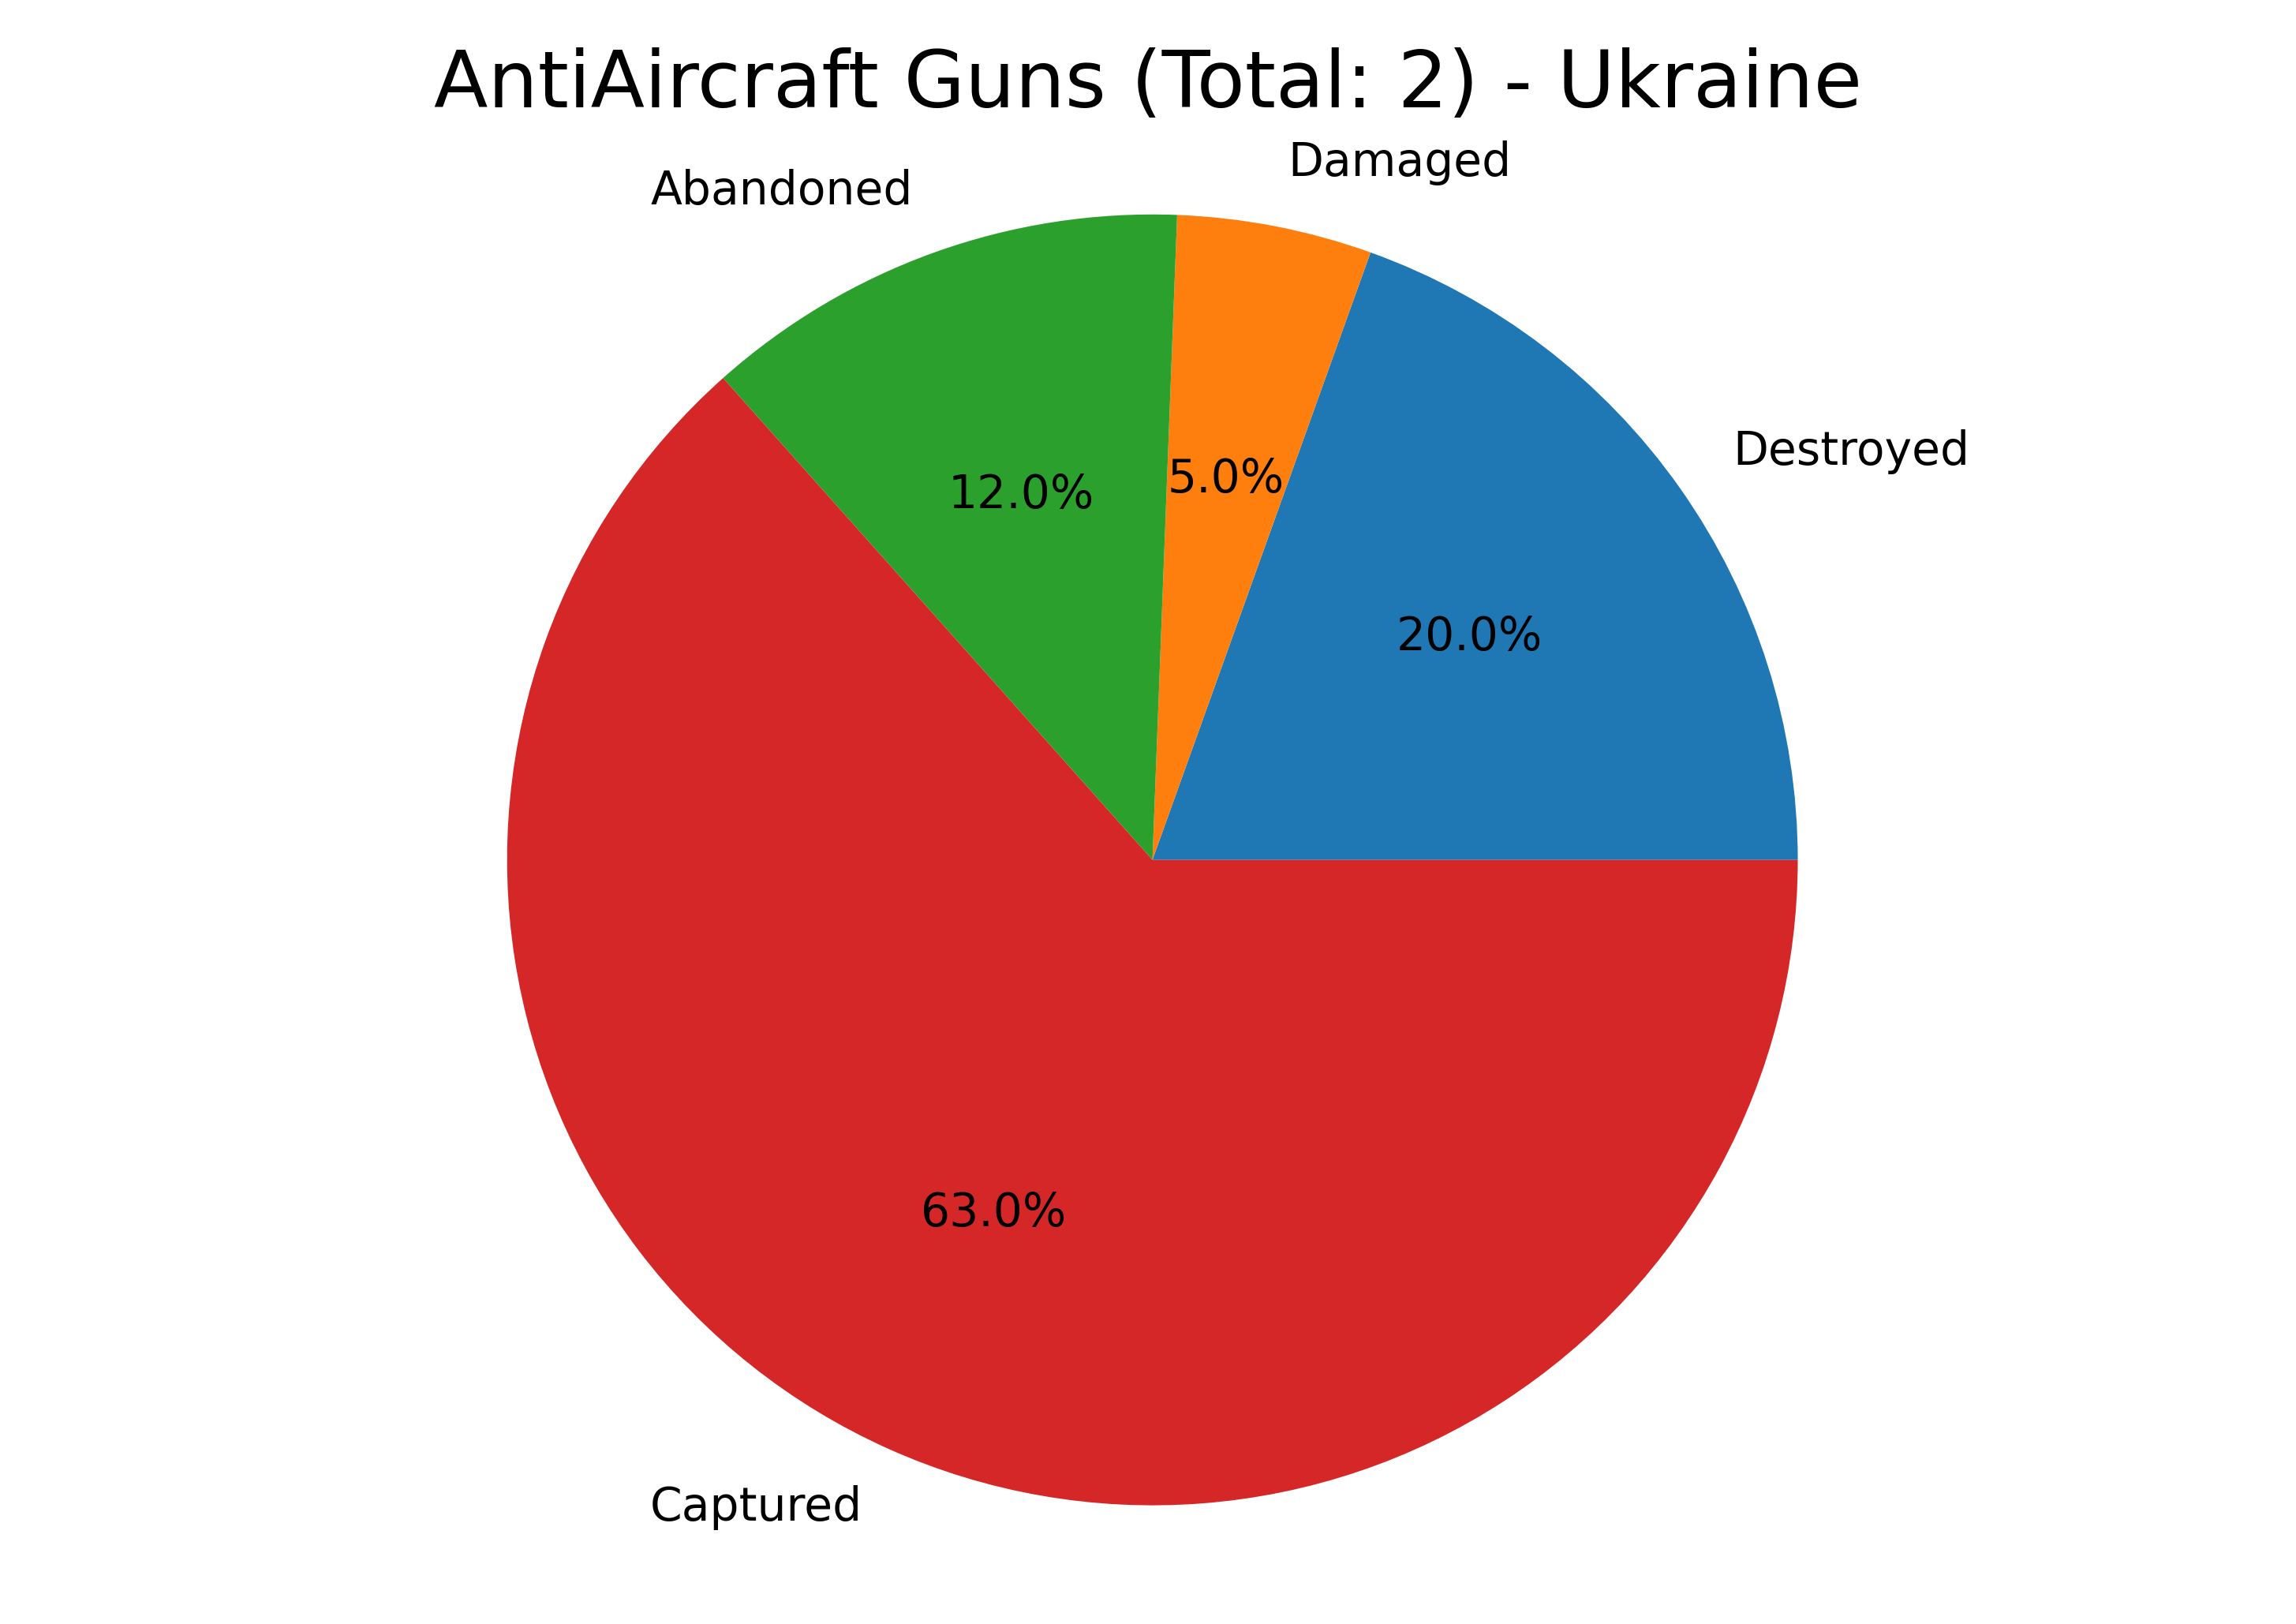 AntiAircraft Guns (Total: 2) - Ukraine
Damaged
Abandoned
Destroyed
5.0%
12.0%
20.0%
63.0%
Captured